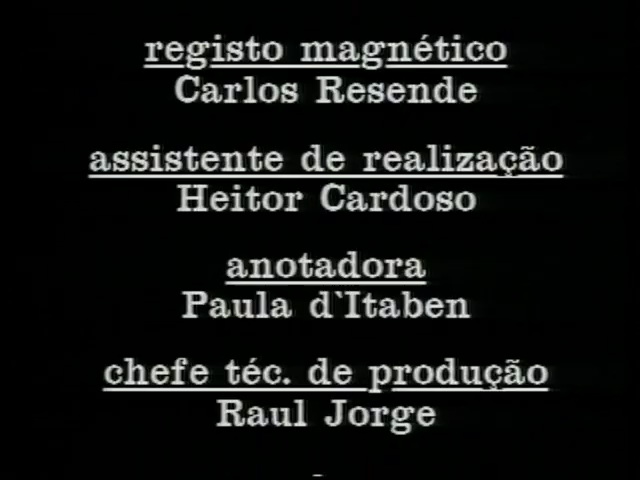 registo magnético
Carlos Resende
assistente de realização
Heitor Cardoso
anotadora
Paula d`Itaben
chefe téc. de produção
Raul Jorge